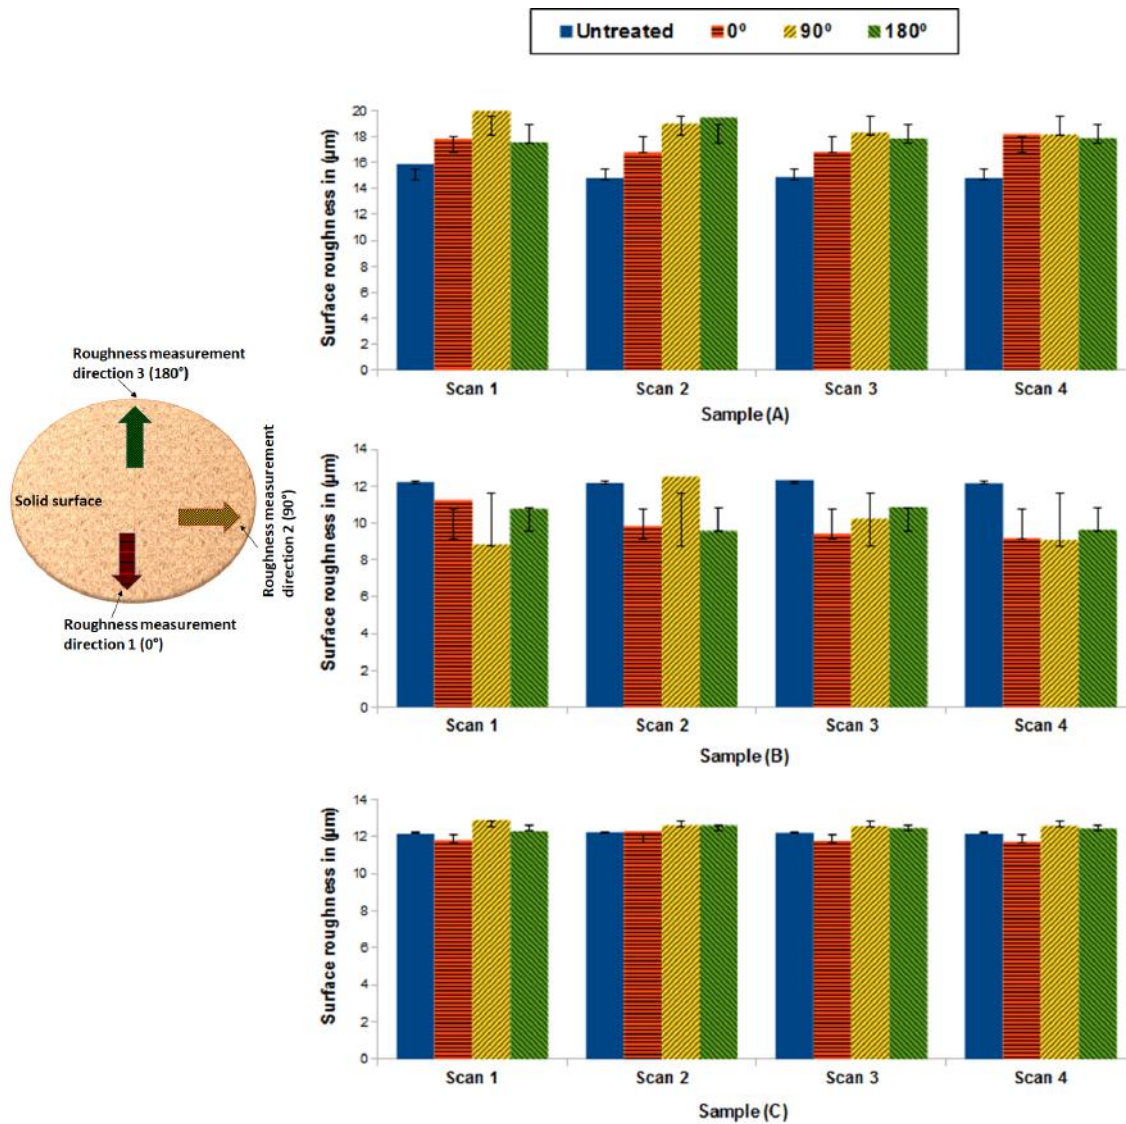 Untreated 0º 90º 180º
Surface roughness in (µm)
20
18
16
14
12
10
8
6
4
2
0
Scan 1 Scan 2 Scan 3 Scan 4
Sample (A)
Roughness measurement
direction 3 (180°)
Solid surface
Roughness measurement
direction 2 (90°)
Roughness measurement
direction 1 (0°)
Surface roughness in (µm)
14
12
10
8
6
4
2
0
Scan 1 Scan 2 Scan 3 Scan 4
Sample (B)
Surface roughness in (µm)
14
12
10
8
6
4
2
0
Scan 1 Scan 2 Scan 3 Scan 4
Sample (C)